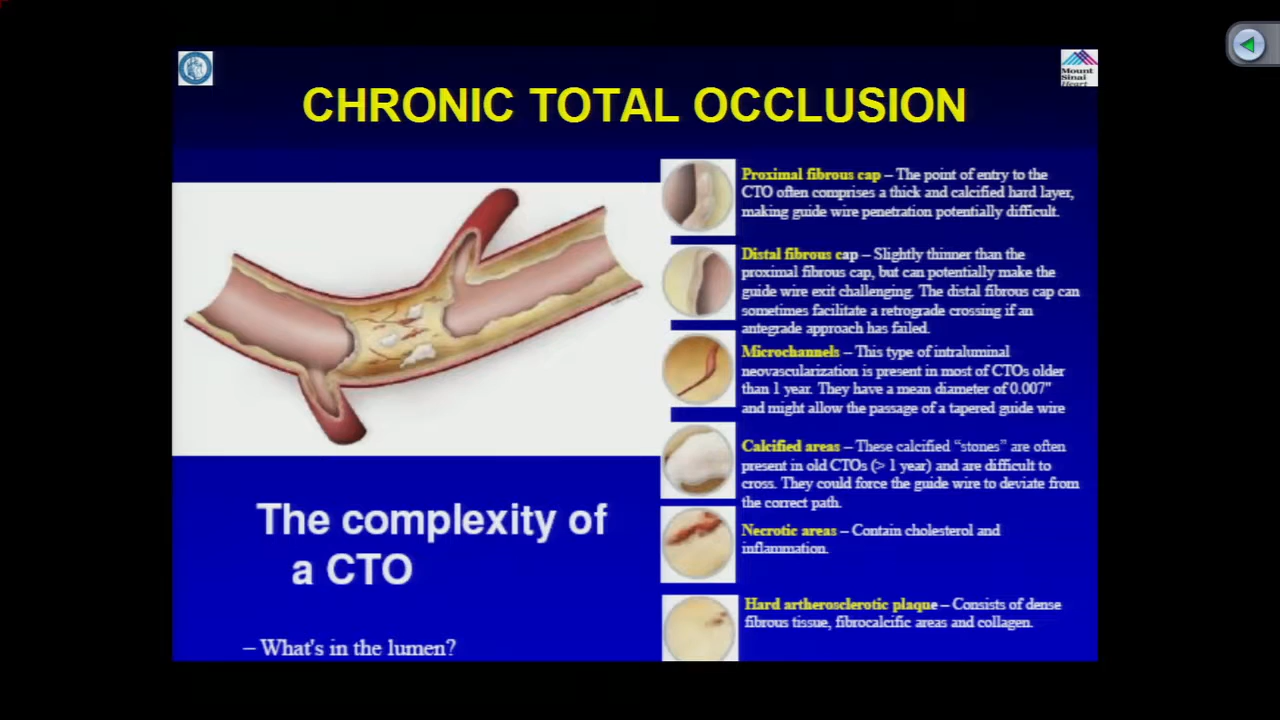 Mount
Sinai
Heart
CHRONIC TOTAL OCCLUSION
Proximal fibrous cap – The point of entry to the
CTO often comprises a thick and calcified hard layer,
making guide wire penetration potentially difficult.
Distal fibrous cap – Slightly thinner than the
proximal fibrous cap, but can potentially make the
guide wire exit challenging. The distal fibrous cap can
sometimes facilitate a retrograde crossing if an
antegrade approach has failed.
Microchannels – This type of intraluminal
neovascularization is present in most of CTOs older
than 1 year. They have a mean diameter of 0.007"
and might allow the passage of a tapered guide wire
Calcified areas – These calcified “stones” are often
present in old CTOs (> 1 year) and are difficult to
cross. They could force the guide wire to deviate from
the correct path.
Necrotic areas – Contain cholesterol and
inflammation.
Hard artherosclerotic plaque – Consists of dense
fibrous tissue, fibrocalcific areas and collagen.
The complexity of
a CTO
– What's in the lumen?